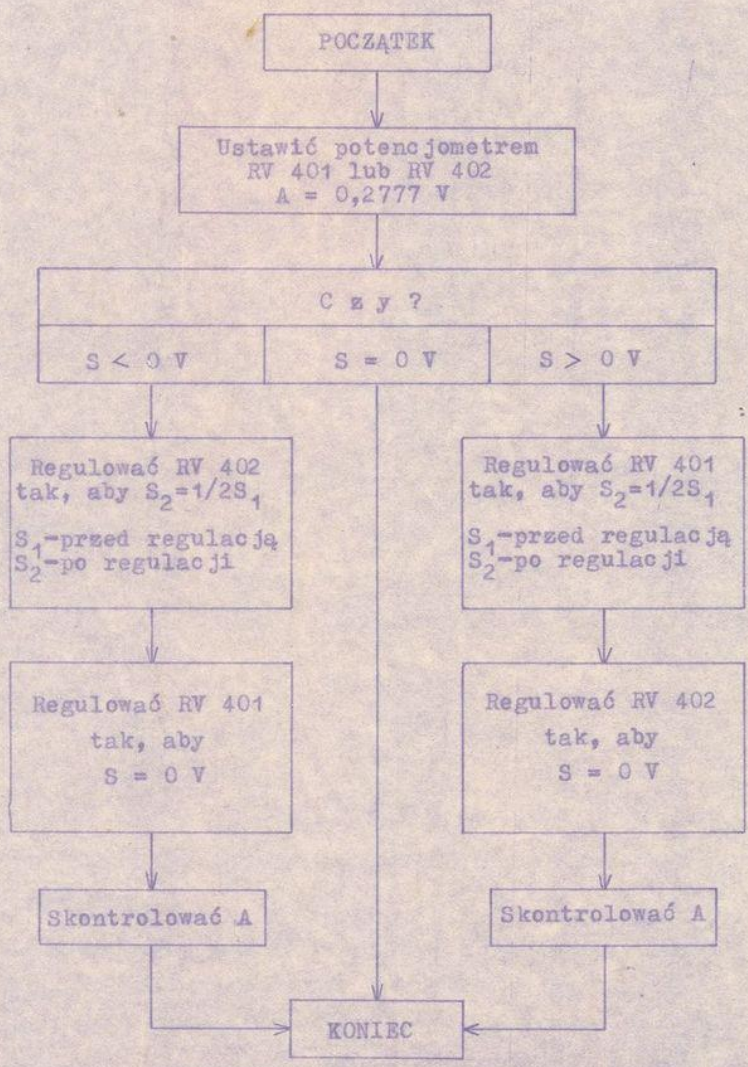 POCZĄTEK
Ustawić potencjometrem
RV 401 lub RV 402
A = 0,2777 V
C z y ?
S < 0 V
S = 0 V
S > 0 V
Regulować RV 402
tak, aby S₂=1/2S₁
S₁-przed regulacją
S₂-po regulacji
Regulować RV 401
tak, aby S₂=1/2S₁
S₁-przed regulacją
S₂-po regulacji
Regulować RV 401
tak, aby
S = 0 V
Regulować RV 402
tak, aby
S = 0 V
Skontrolować A
Skontrolować A
KONIEC